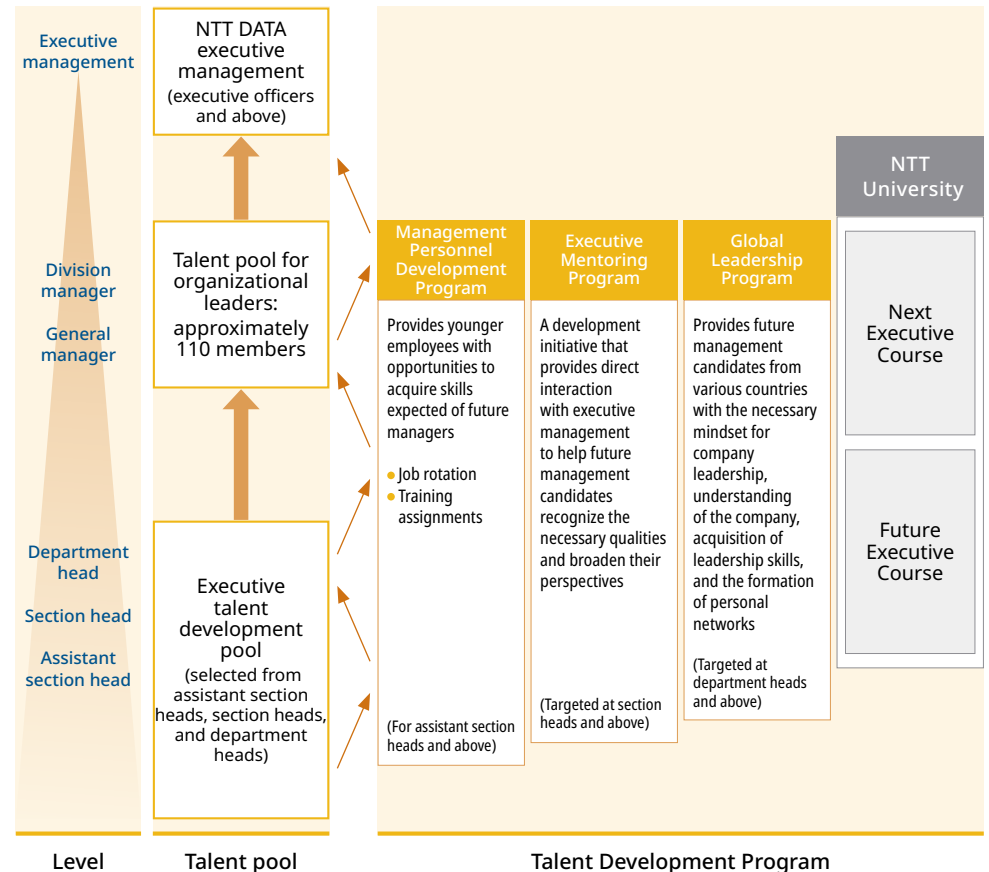 Executive
management
Division
manager
General
manager
Department
head
Section head
Assistant
section head
Level
NTT DATA
executive
management
(executive officers
and above)
Talent pool for
organizational
leaders:
approximately
110 members
Executive
talent
development
pool
(selected from
assistant section
heads, section heads,
and department
heads)
Talent pool
Management
Personnel
Development
Program
Provides younger
employees with
opportunities to
acquire skills
expected of future
managers
● Job rotation
● Training
assignments
(For assistant section
heads and above)
Executive
Mentoring
Program
A development
initiative that
provides direct
interaction
with executive
management
to help future
management
candidates
recognize the
necessary qualities
and broaden their
perspectives
(Targeted at section
heads and above)
Global
Leadership
Program
Provides future
management
candidates from
various countries
with the necessary
mindset for
company
leadership,
understanding
of the company,
acquisition of
leadership skills,
and the formation
of personal
networks
(Targeted at
department heads
and above)
NTT
University
Next
Executive
Course
Future
Executive
Course
Talent Development Program